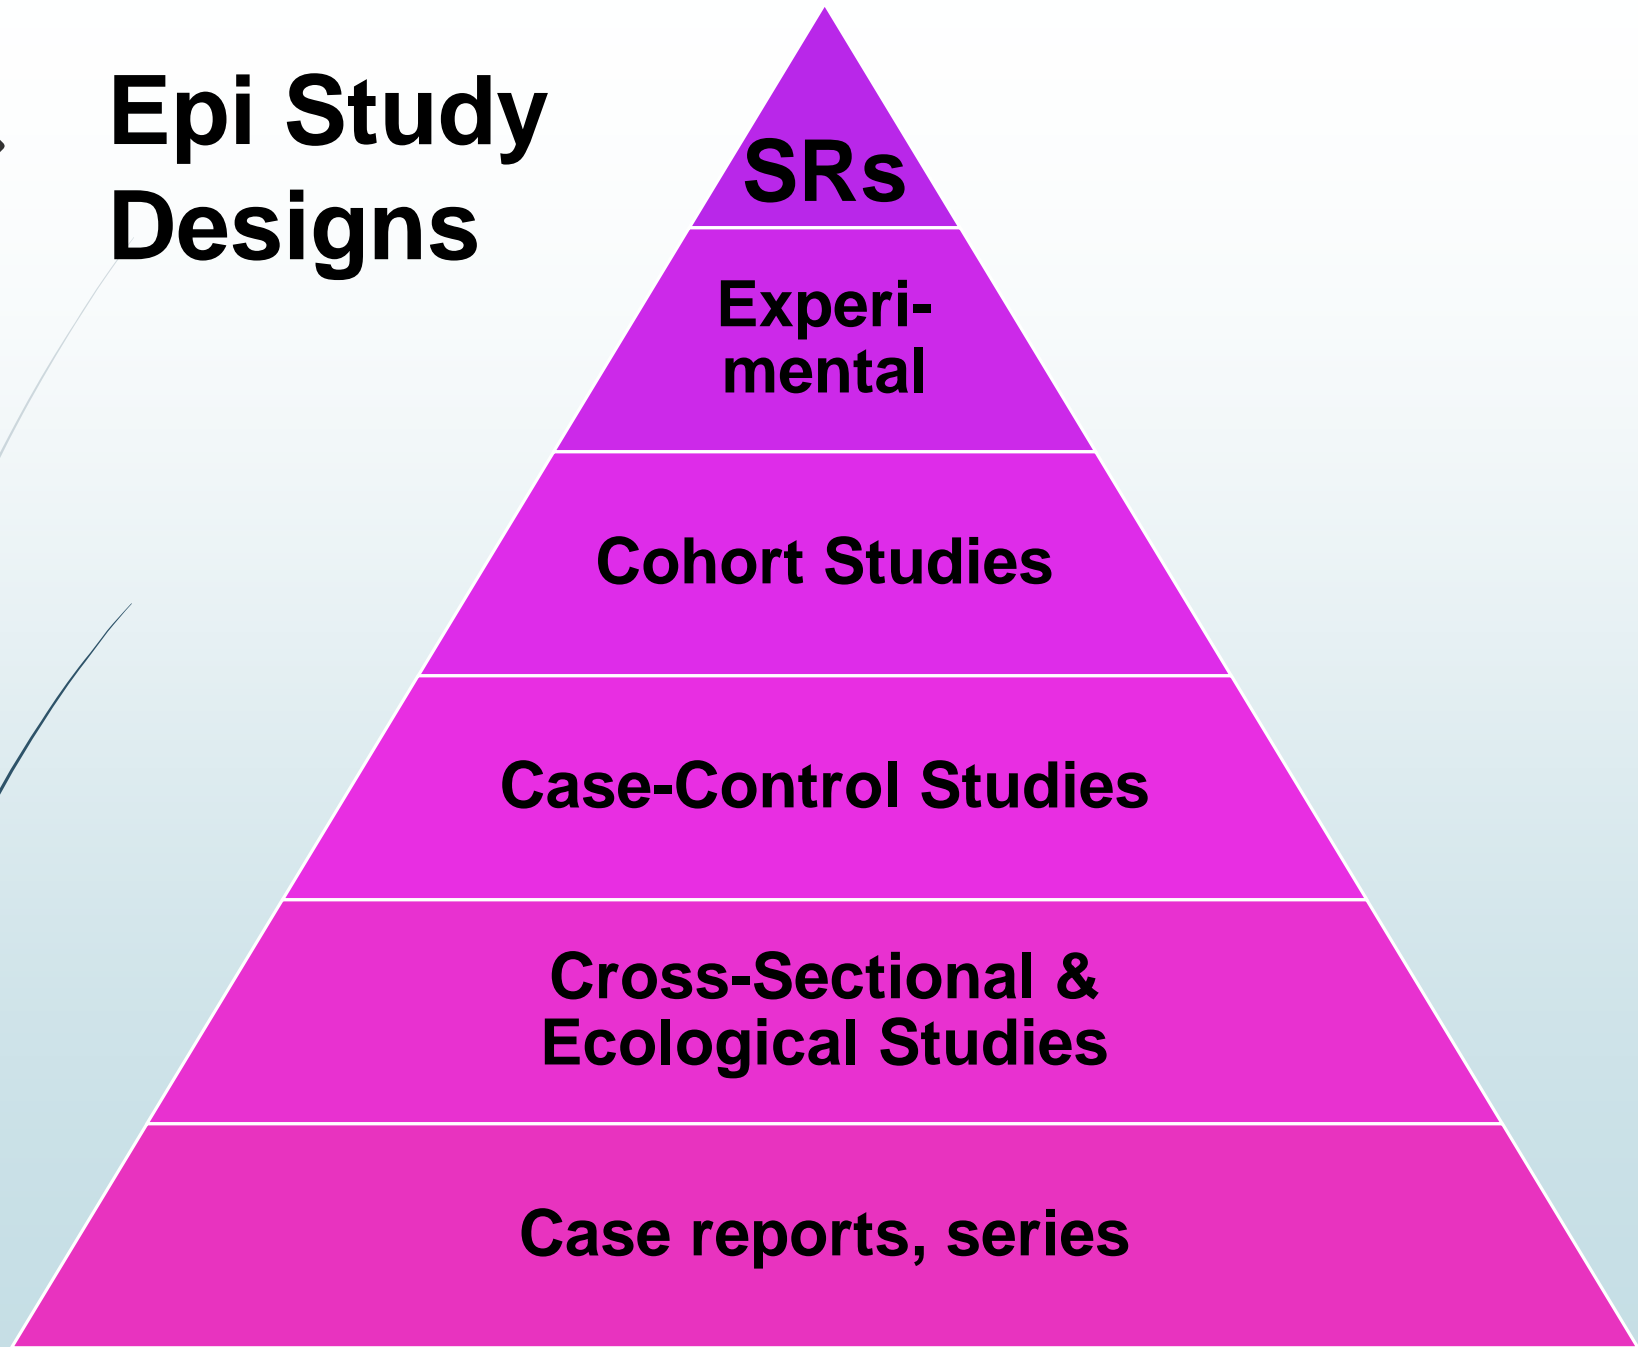 Epi Study
Designs
SRs
Experi-
mental
Cohort Studies
Case-Control Studies
Cross-Sectional &
Ecological Studies
Case reports, series